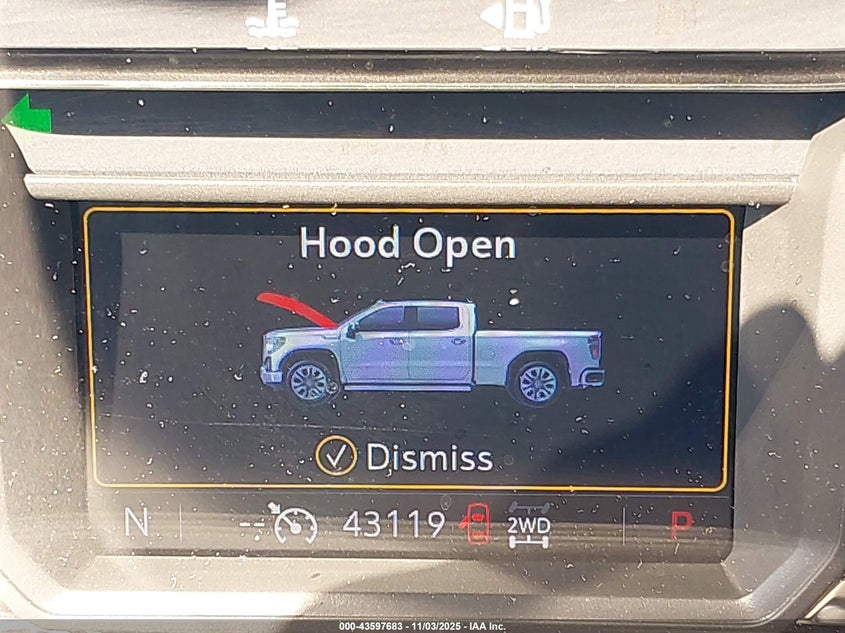 Hood Open
Dismiss
N 43119 2WD P
000-43597683 - 11/03/2025 - IAA Inc.